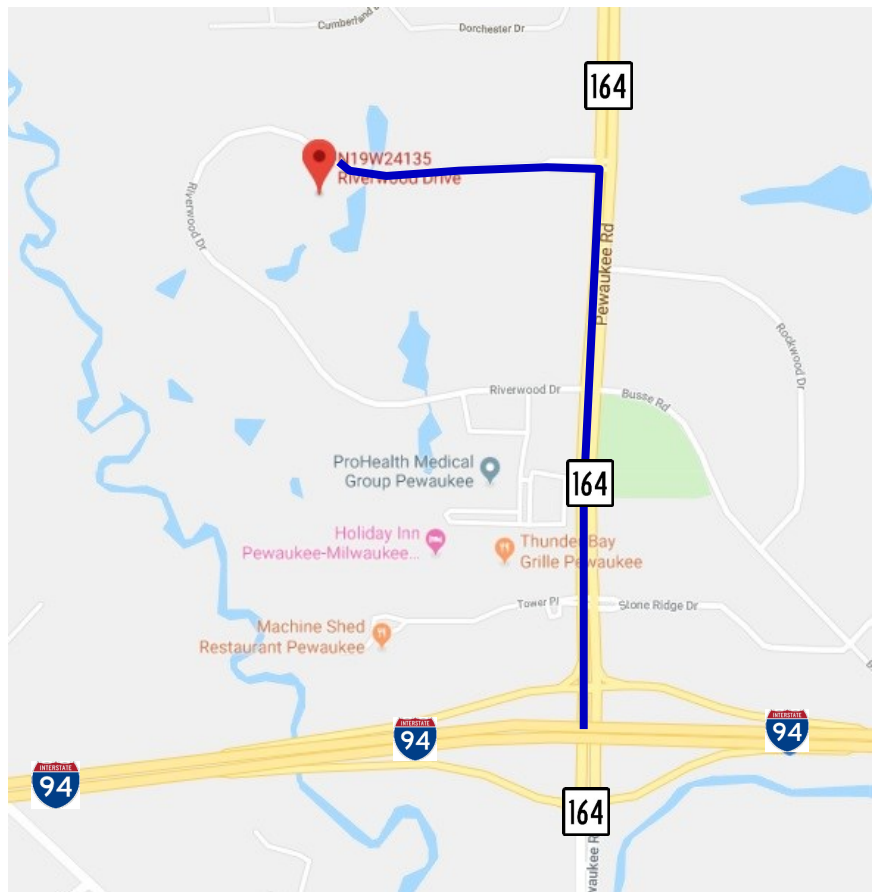 Cumberland
Dorchester Dr
164
N19W24135
Riverwood Drive
Riverwood Dr
Pewaukee Rd
Rockwood Dr
Riverwood Dr
Busse Rd
ProHealth Medical
Group Pewaukee
164
Holiday Inn
Pewaukee-Milwaukee...
Thunder Bay
Grille Pewaukee
Tower Pl
Stone Ridge Dr
Machine Shed
Restaurant Pewaukee
INTERSTATE
94
INTERSTATE
94
INTERSTATE
94
164
waukee R